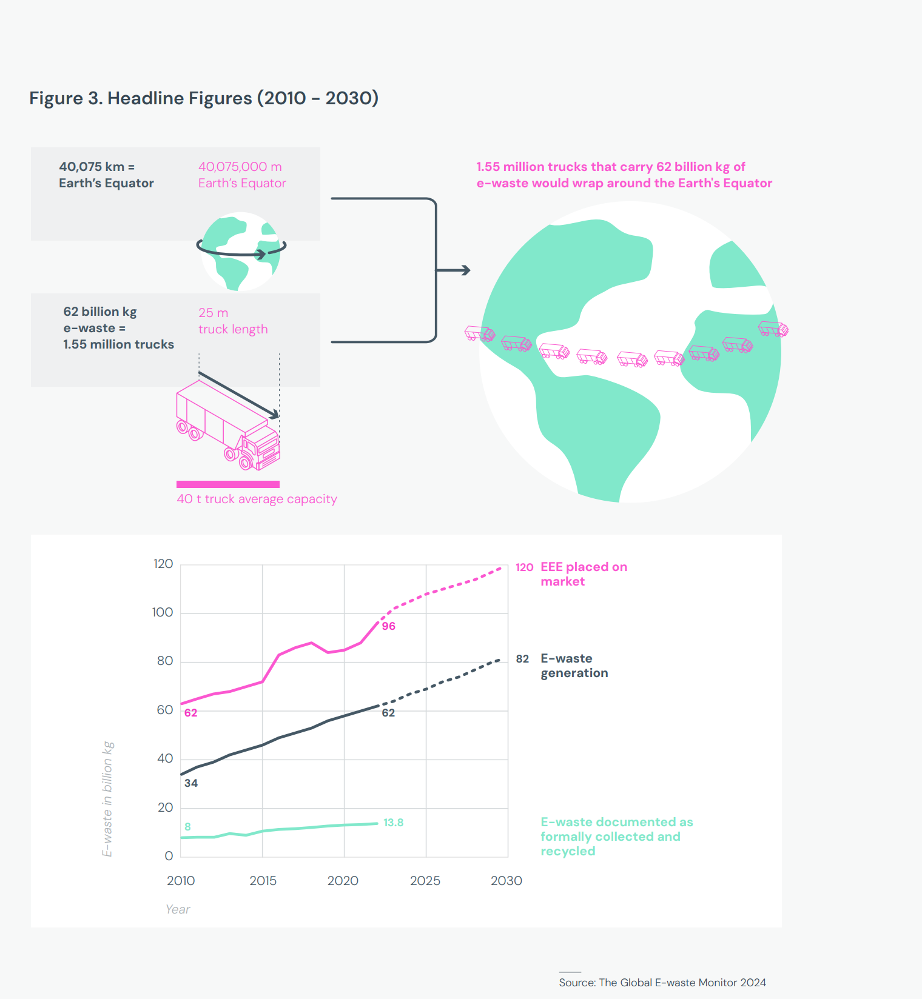 Figure 3. Headline Figures (2010 - 2030)
40,075 km =
Earth's Equator
40,075,000 m
Earth's Equator
62 billion kg
e-waste =
1.55 million trucks
25 m
truck length
40 t truck average capacity
1.55 million trucks that carry 62 billion kg of
e-waste would wrap around the Earth's Equator
120
100
80
60
40
20
0
E-waste in billion kg
2010
2015
2020
2025
2030
Year
62
96
120
EEE placed on
market
34
62
82
E-waste
generation
8
13.8
E-waste documented as
formally collected and
recycled
Source: The Global E-waste Monitor 2024